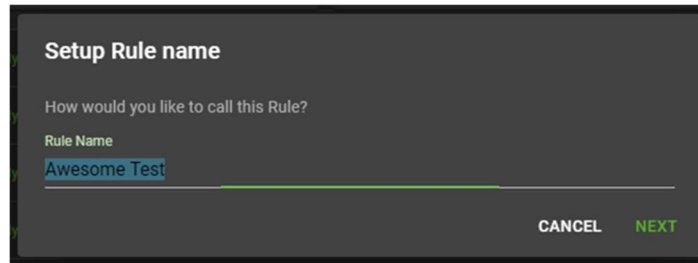 Setup Rule name
How would you like to call this Rule?
Rule Name
Awesome Test
CANCEL NEXT